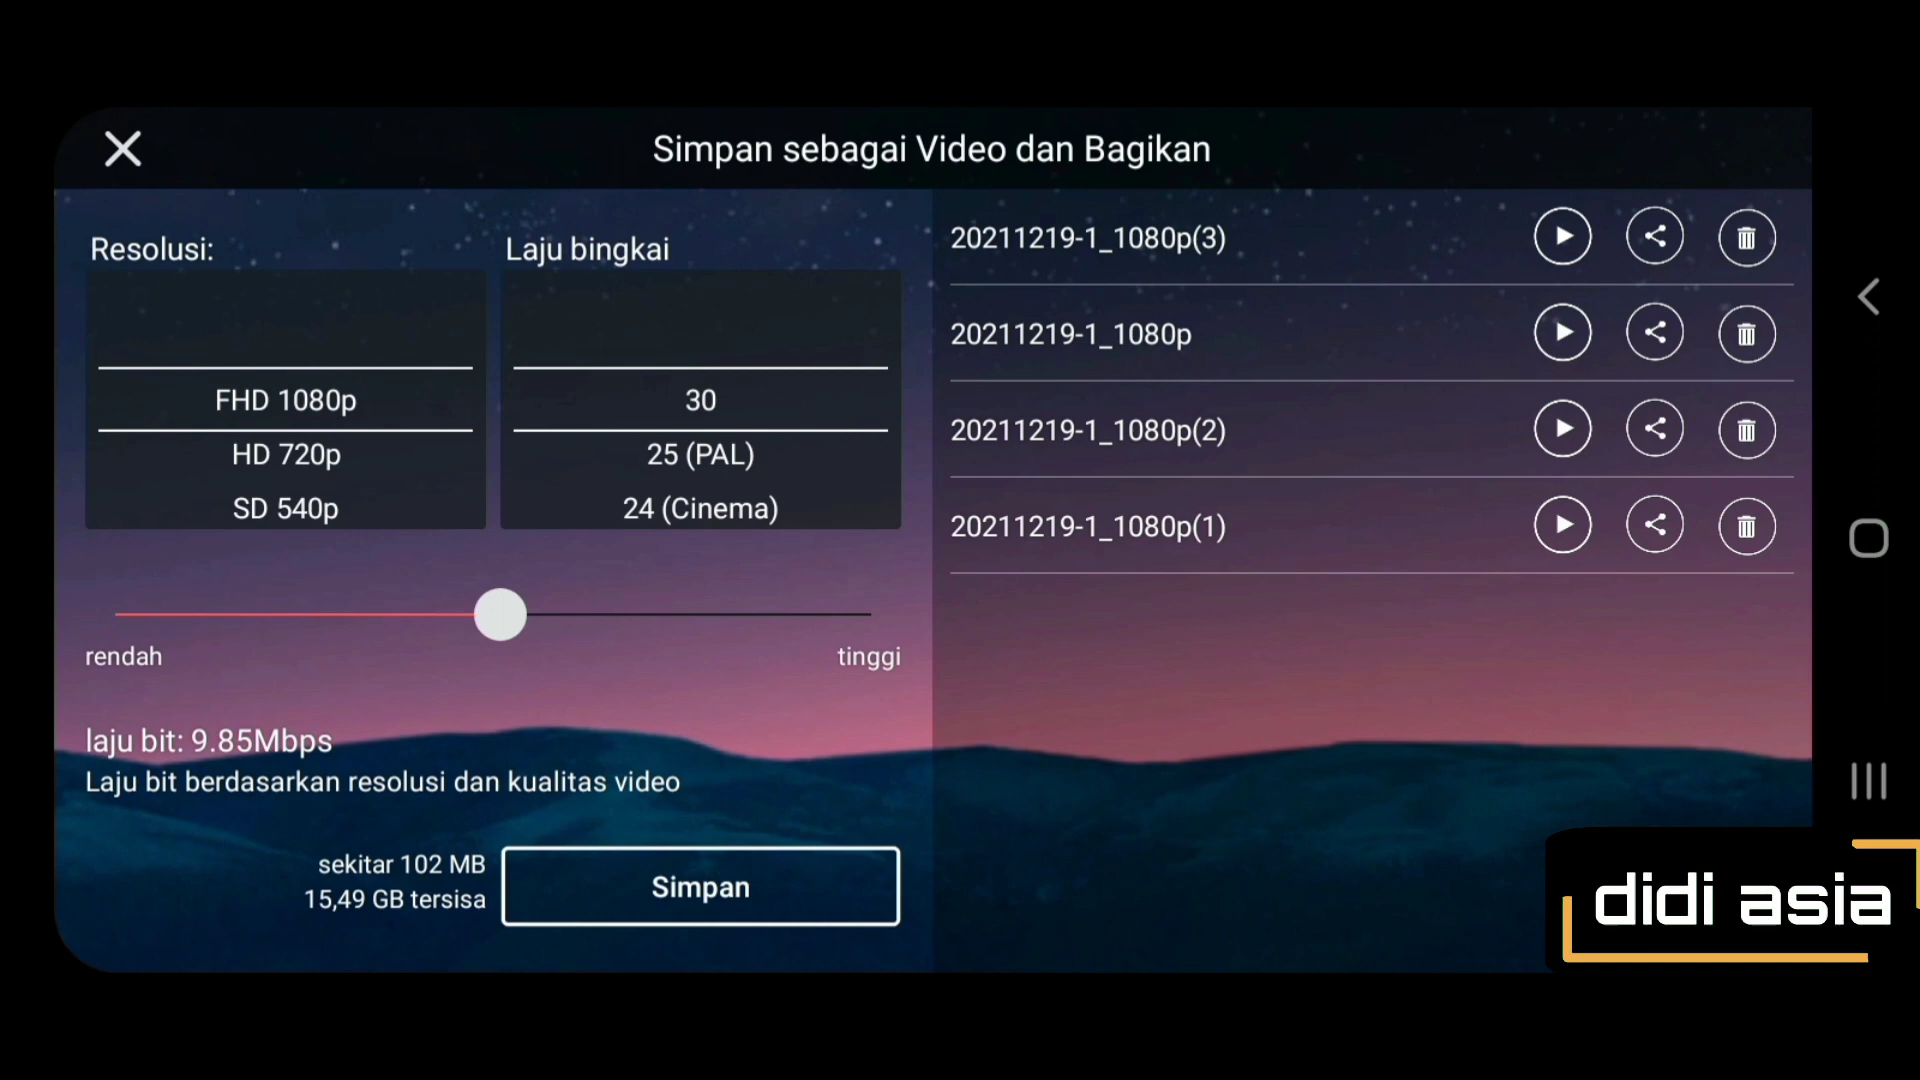 Simpan sebagai Video dan Bagikan
Resolusi:
FHD 1080p
HD 720p
SD 540p
Laju bingkai
30
25 (PAL)
24 (Cinema)
rendah
tinggi
laju bit: 9.85Mbps
Laju bit berdasarkan resolusi dan kualitas video
sekitar 102 MB
15,49 GB tersisa
Simpan
20211219-1_1080p(3)
20211219-1_1080p
20211219-1_1080p(2)
20211219-1_1080p(1)
didi asia